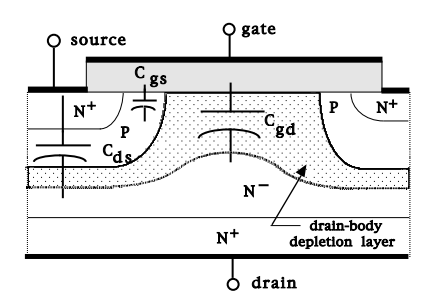 source
gate
C gs
N+
P
C gd
P
N+
C ds
N−
drain-body
depletion layer
N+
drain